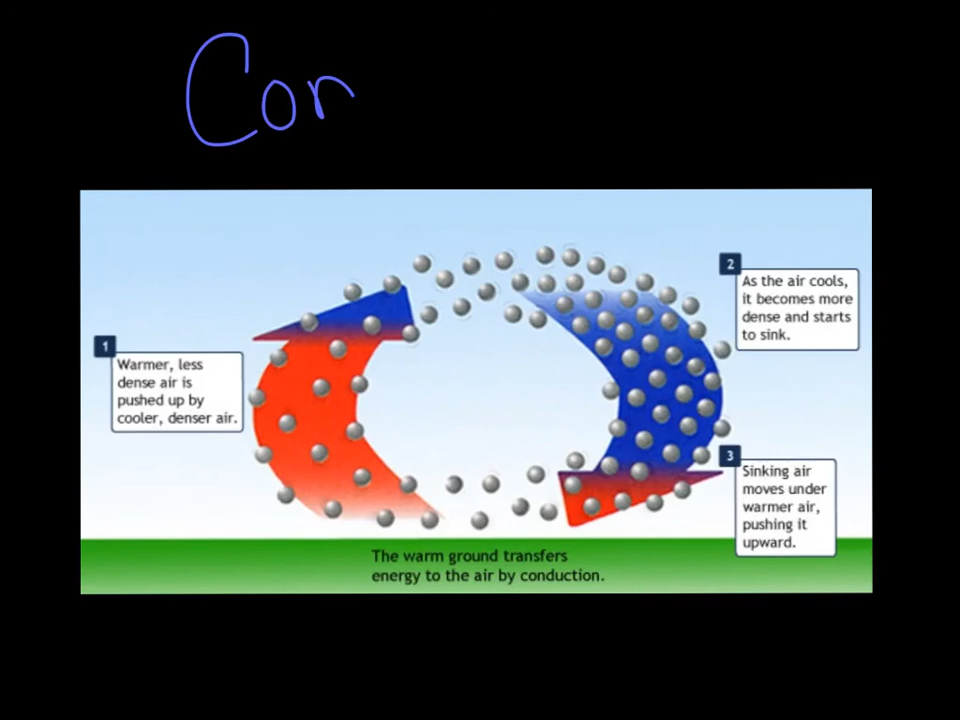 Con
1
Warmer, less
dense air is
pushed up by
cooler, denser air.
2
As the air cools,
it becomes more
dense and starts
to sink.
3
Sinking air
moves under
warmer air,
pushing it
upward.
The warm ground transfers
energy to the air by conduction.